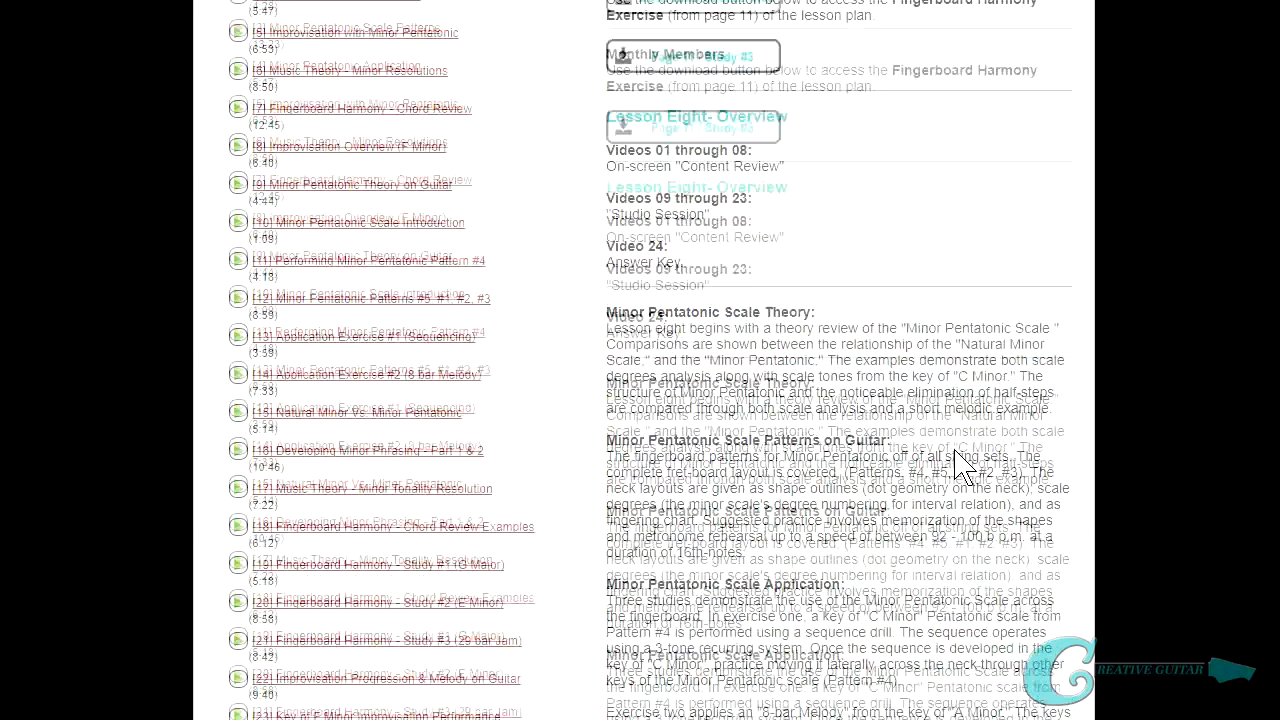 [5] Improvisation with Minor Pentatonic
(6:53)
[6] Music Theory - Minor Resolutions
(8:50)
[7] Fingerboard Harmony - Chord Review
(12:45)
[8] Improvisation Overview (F Minor)
(6:40)
[9] Minor Pentatonic Theory on Guitar
(4:44)
[10] Minor Pentatonic Scale Introduction
(1:09)
[11] Performing Minor Pentatonic Pattern #4
(4:18)
[12] Minor Pentatonic Patterns #5, #1, #2, #3
(8:59)
[13] Application Exercise #1 (Sequencing)
(3:59)
[14] Application Exercise #2 (8 bar Melody)
(7:33)
[15] Natural Minor Vs. Minor Pentatonic
(5:14)
[16] Developing Minor Phrasing - Part 1 & 2
(10:46)
[17] Music Theory - Minor Tonality Resolution
(7:22)
[18] Fingerboard Harmony - Chord Review Examples
(6:12)
[19] Fingerboard Harmony - Study #1 (G Major)
(5:18)
[20] Fingerboard Harmony - Study #2 (E Minor)
(8:58)
[21] Fingerboard Harmony - Study #3 (29 bar Jam)
(8:42)
[22] Improvisation Progression & Melody on Guitar
(9:40)
[23] Key of F Minor Improvisation Performance
Use the download button below to access the Fingerboard Harmony
Exercise (from page 11) of the lesson plan.
Monthly Members
Use the download button below to access the Fingerboard Harmony
Exercise (from page 11) of the lesson plan.
Page 11 - Study #3
Lesson Eight- Overview
Videos 01 through 08:
On-screen "Content Review"
Videos 09 through 23:
"Studio Session"
Video 24:
Answer Key
Minor Pentatonic Scale Theory:
Lesson eight begins with a theory review of the "Minor Pentatonic Scale."
Comparisons are shown between the relationship of the "Natural Minor
Scale," and the "Minor Pentatonic." The examples demonstrate both scale
degrees analysis along with scale tones from the key of "C Minor." The
structure of Minor Pentatonic and the noticeable elimination of half-steps
are compared through both scale analysis and a short melodic example.
Minor Pentatonic Scale Patterns on Guitar:
The fingerboard patterns for Minor Pentatonic off of all string sets. The
complete fret-board layout is covered. (Patterns, #4, #5, #1, #2, #3) The
neck layouts are given as shape outlines (dot geometry on the neck), scale
degrees (the minor scale's degree numbering for interval relation), and as
fingering chart. Suggested practice involves memorization of the shapes
and metronome rehearsal up to a speed of between 92 - 100 b.p.m. at a
duration of 16th-notes.
Minor Pentatonic Scale Application:
Three studies demonstrate the use of the Minor Pentatonic Scale across
the fingerboard. In exercise one, a key of "C Minor" Pentatonic scale from
Pattern #4 is performed using a sequence drill. The sequence operates
using a 3-tone recurring system. Once the sequence is developed in the
key of "C Minor," practice moving it laterally across the neck through other
keys of the Minor Pentatonic scale (Pattern #4).
Exercise two applies an "8-bar Melody" from the key of "A Minor." The keys
CREATIVE GUITAR